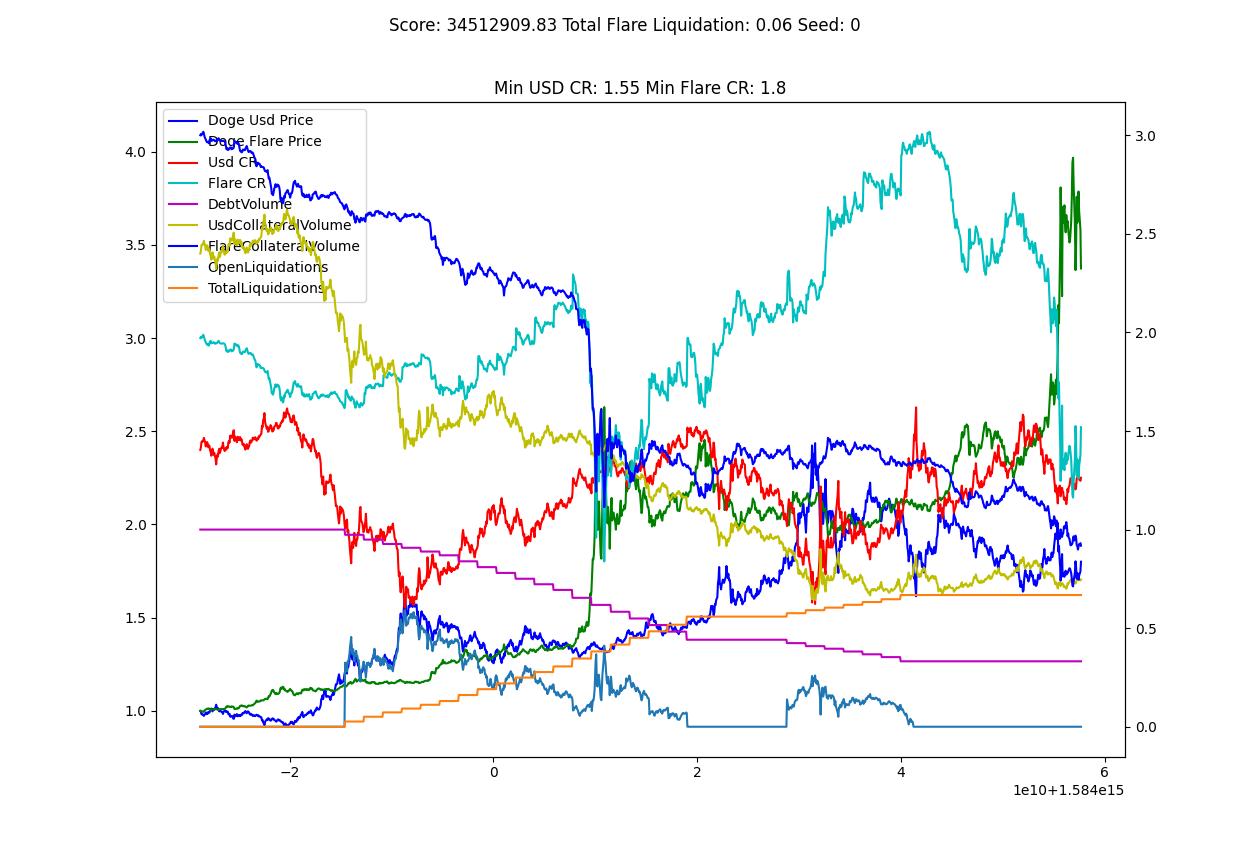 Score: 34512909.83 Total Flare Liquidation: 0.06 Seed: 0
Min USD CR: 1.55 Min Flare CR: 1.8
Doge Usd Price
Doge Flare Price
Usd CR
Flare CR
DebtVolume
UsdCollateralVolume
FlareCollateralVolume
OpenLiquidations
TotalLiquidations
4.0
3.5
3.0
2.5
2.0
1.5
1.0
3.0
2.5
2.0
1.5
1.0
0.5
0.0
−2
0
2
4
6
1e10+1.584e15